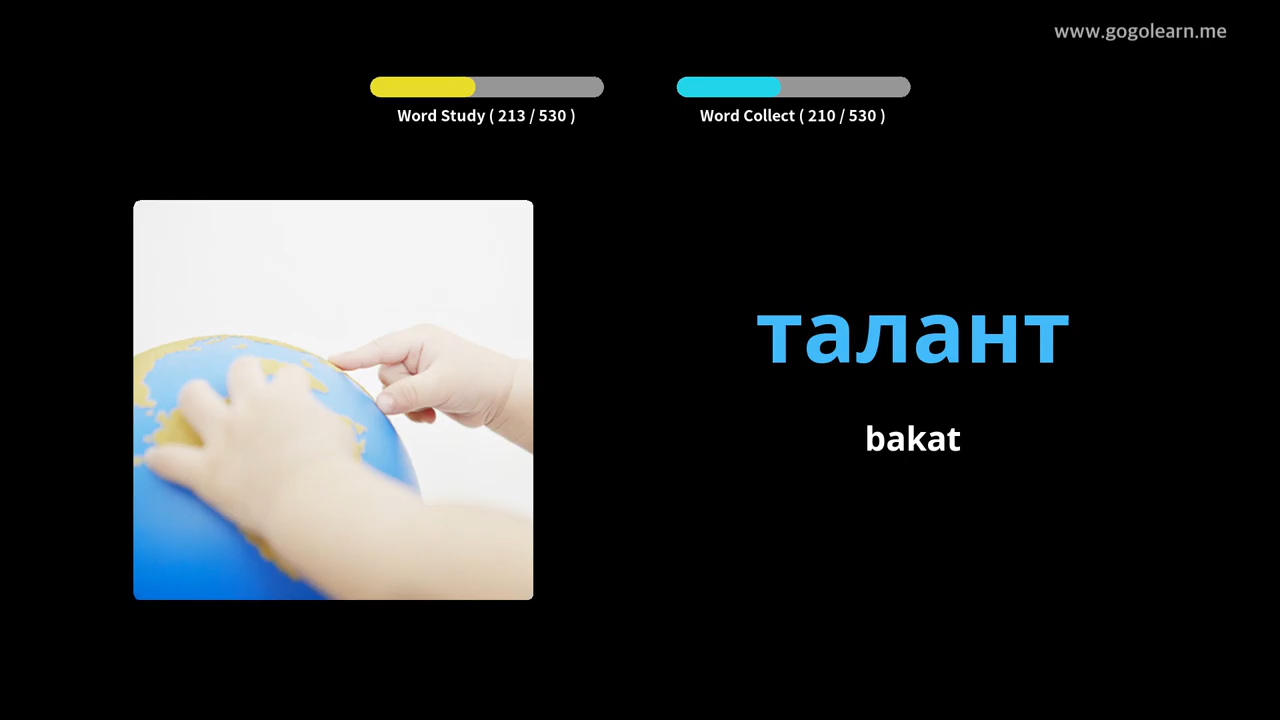 www.gogolearn.me
Word Study ( 213 / 530 )
Word Collect ( 210 / 530 )
талант
bakat